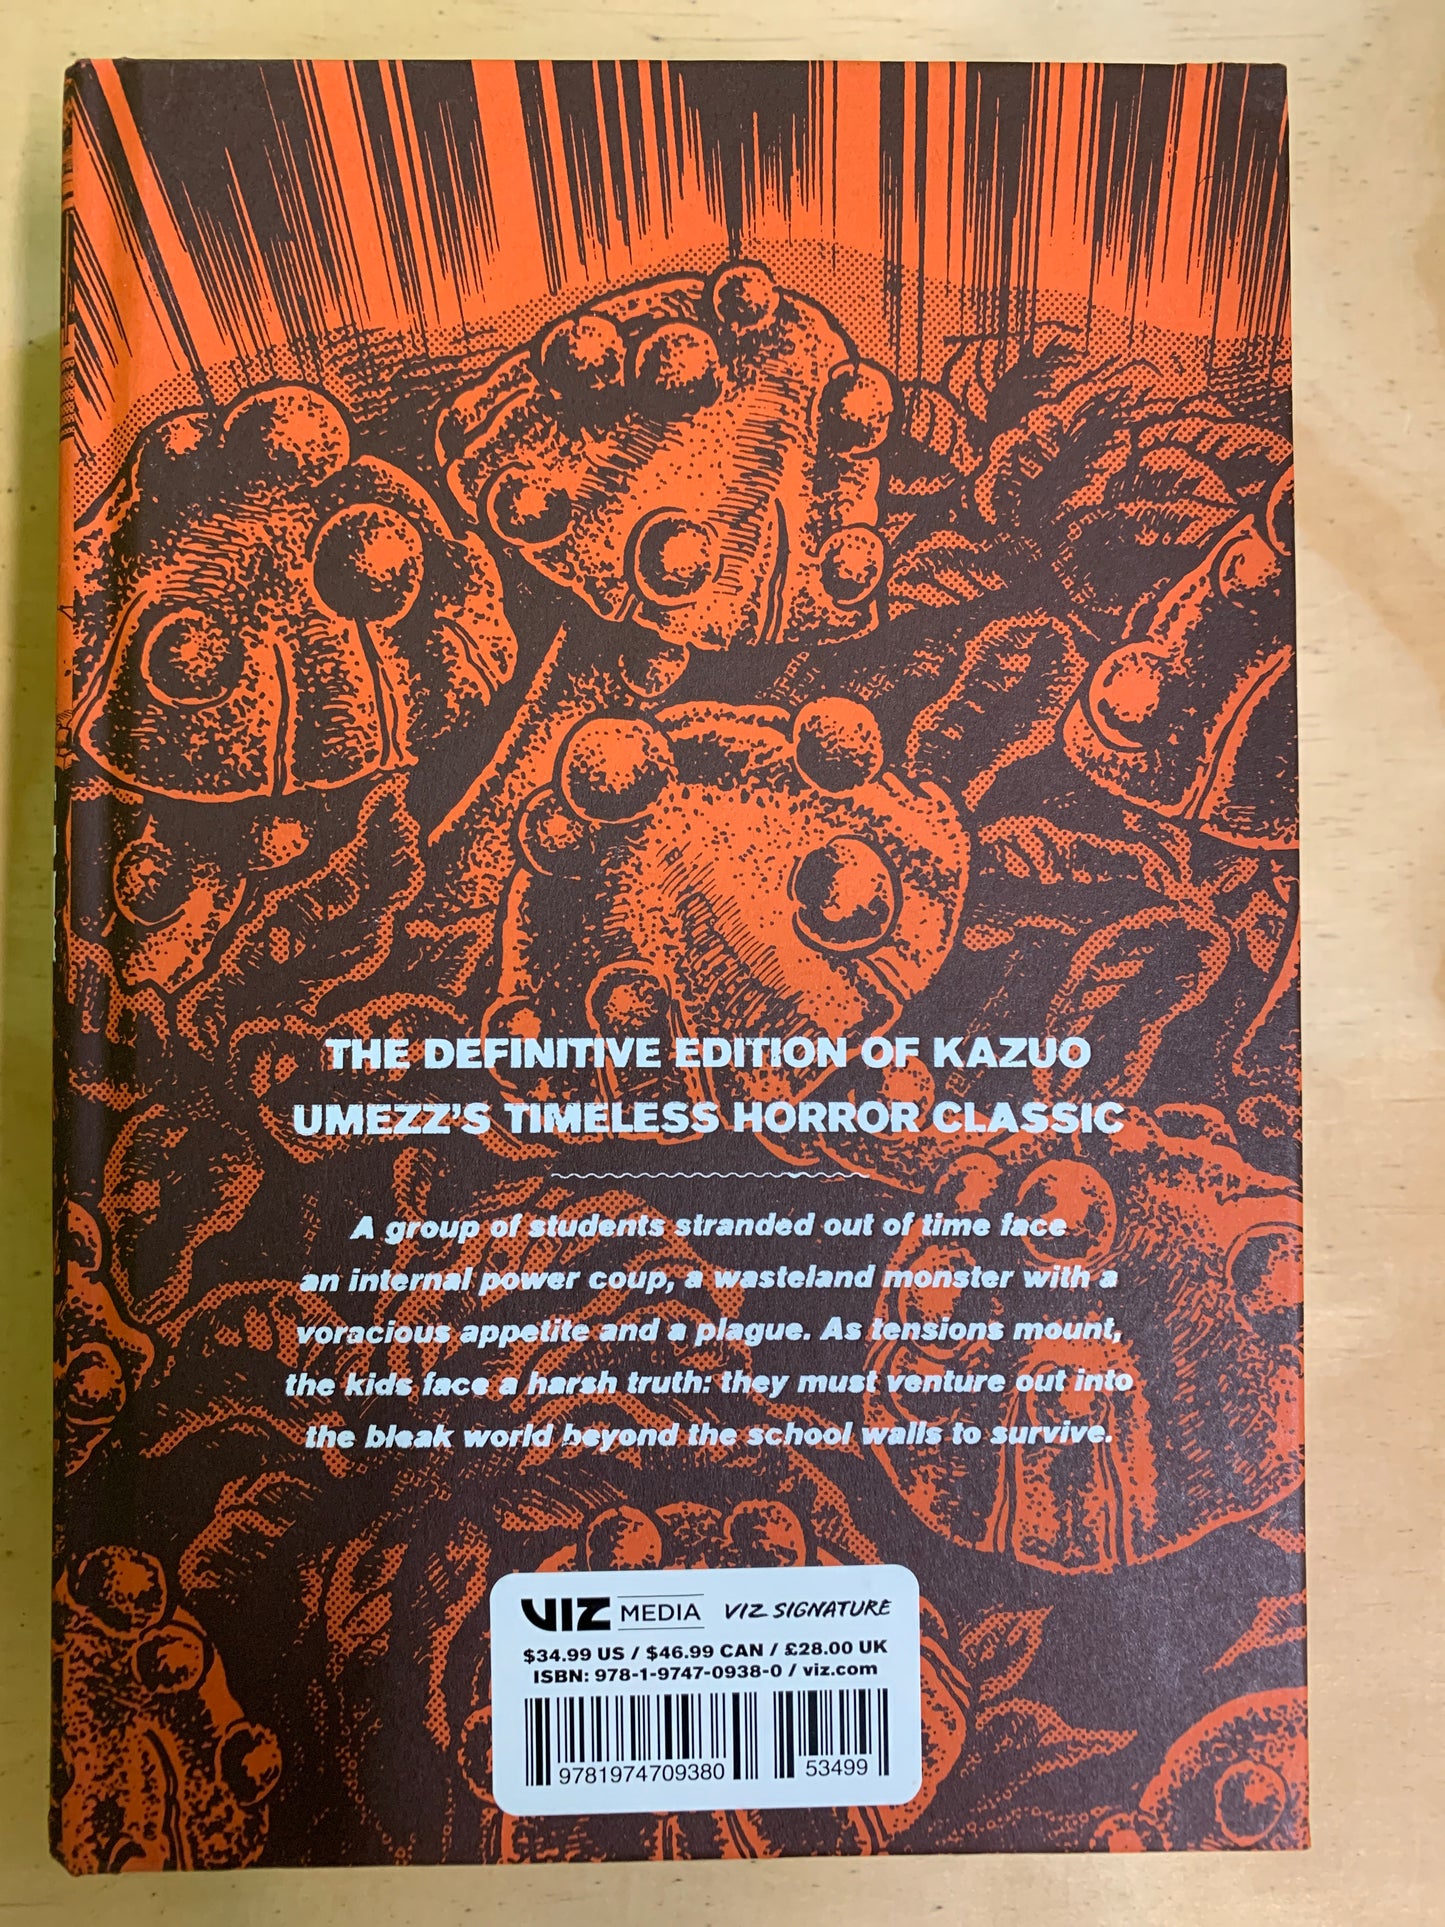 THE DEFINITIVE EDITION OF KAZUO
UMEZZ'S TIMELESS HORROR CLASSIC
A group of students stranded out of time face
an internal power coup, a wasteland monster with a
voracious appetite and a plague. As tensions mount,
the kids face a harsh truth: they must venture out into
the bleak world beyond the school walls to survive.
VIZ MEDIA VIZ SIGNATURE
$34.99 US / $46.99 CAN / £28.00 UK
ISBN: 978-1-9747-0938-0 / viz.com
9781974709380 53499